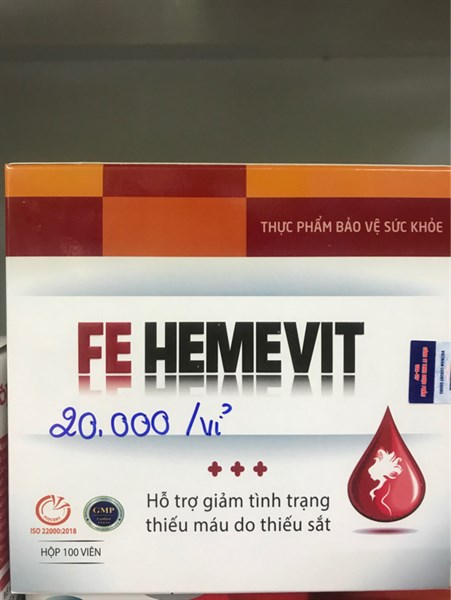 THỰC PHẨM BẢO VỆ SỨC KHỎE
FE HEMEVIT
20.000 /vỉ
Hỗ trợ giảm tình trạng
thiếu máu do thiếu sắt
ISO 22000:2018
GMP
HỘP 100 VIÊN